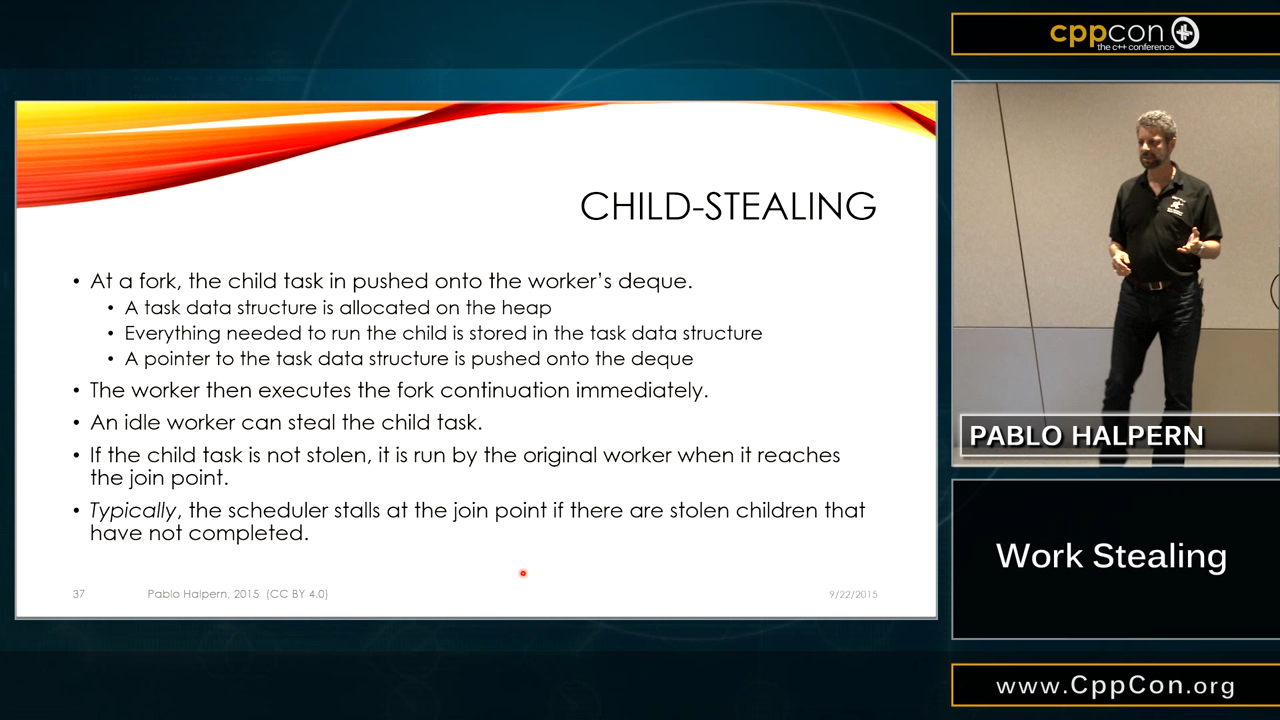 cppcon
the c++ conference
CHILD-STEALING
• At a fork, the child task in pushed onto the worker's deque.
• A task data structure is allocated on the heap
• Everything needed to run the child is stored in the task data structure
• A pointer to the task data structure is pushed onto the deque
• The worker then executes the fork continuation immediately.
• An idle worker can steal the child task.
• If the child task is not stolen, it is run by the original worker when it reaches
the join point.
• Typically, the scheduler stalls at the join point if there are stolen children that
have not completed.
37 Pablo Halpern, 2015 (CC BY 4.0) 9/22/2015
PABLO HALPERN
Work Stealing
www.CppCon.org